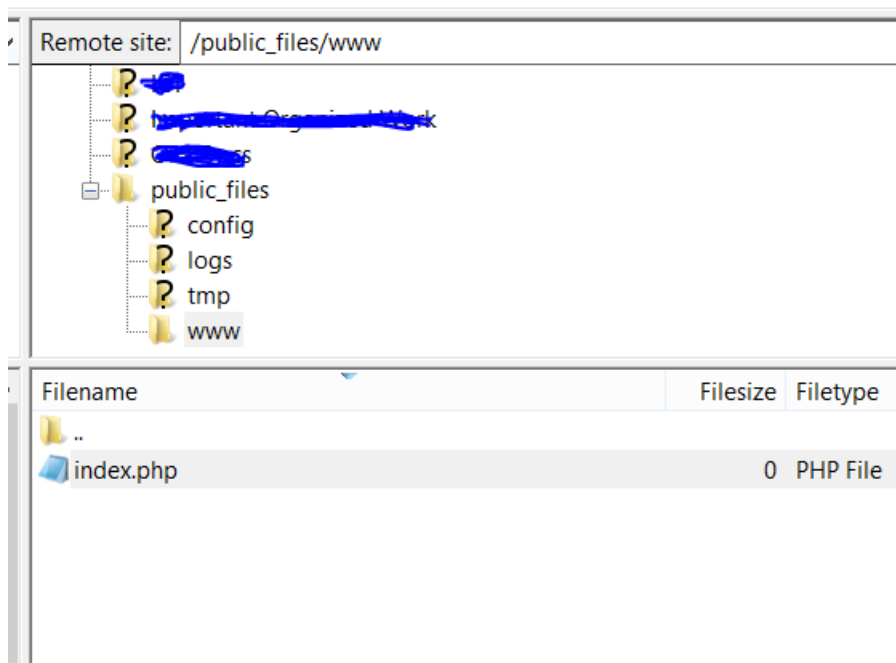 Remote site: /public_files/www
public_files
config
logs
tmp
www
Filename Filesize Filetype
..
index.php 0 PHP File